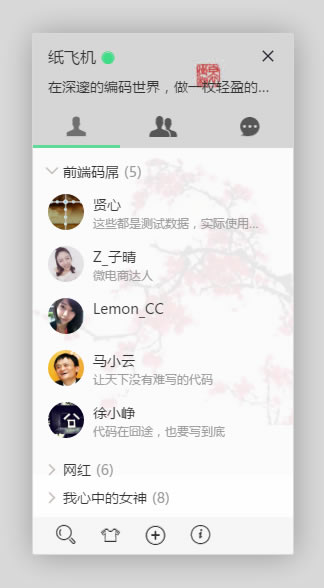 纸飞机
在深邃的编码世界，做一枚轻盈的...
前端码屌 (5)
贤心
这些都是测试数据，实际使用...
Z_子晴
微电商达人
Lemon_CC
马小云
让天下没有难写的代码
徐小峥
代码在囧途，也要写到底
网红 (6)
我心中的女神 (8)